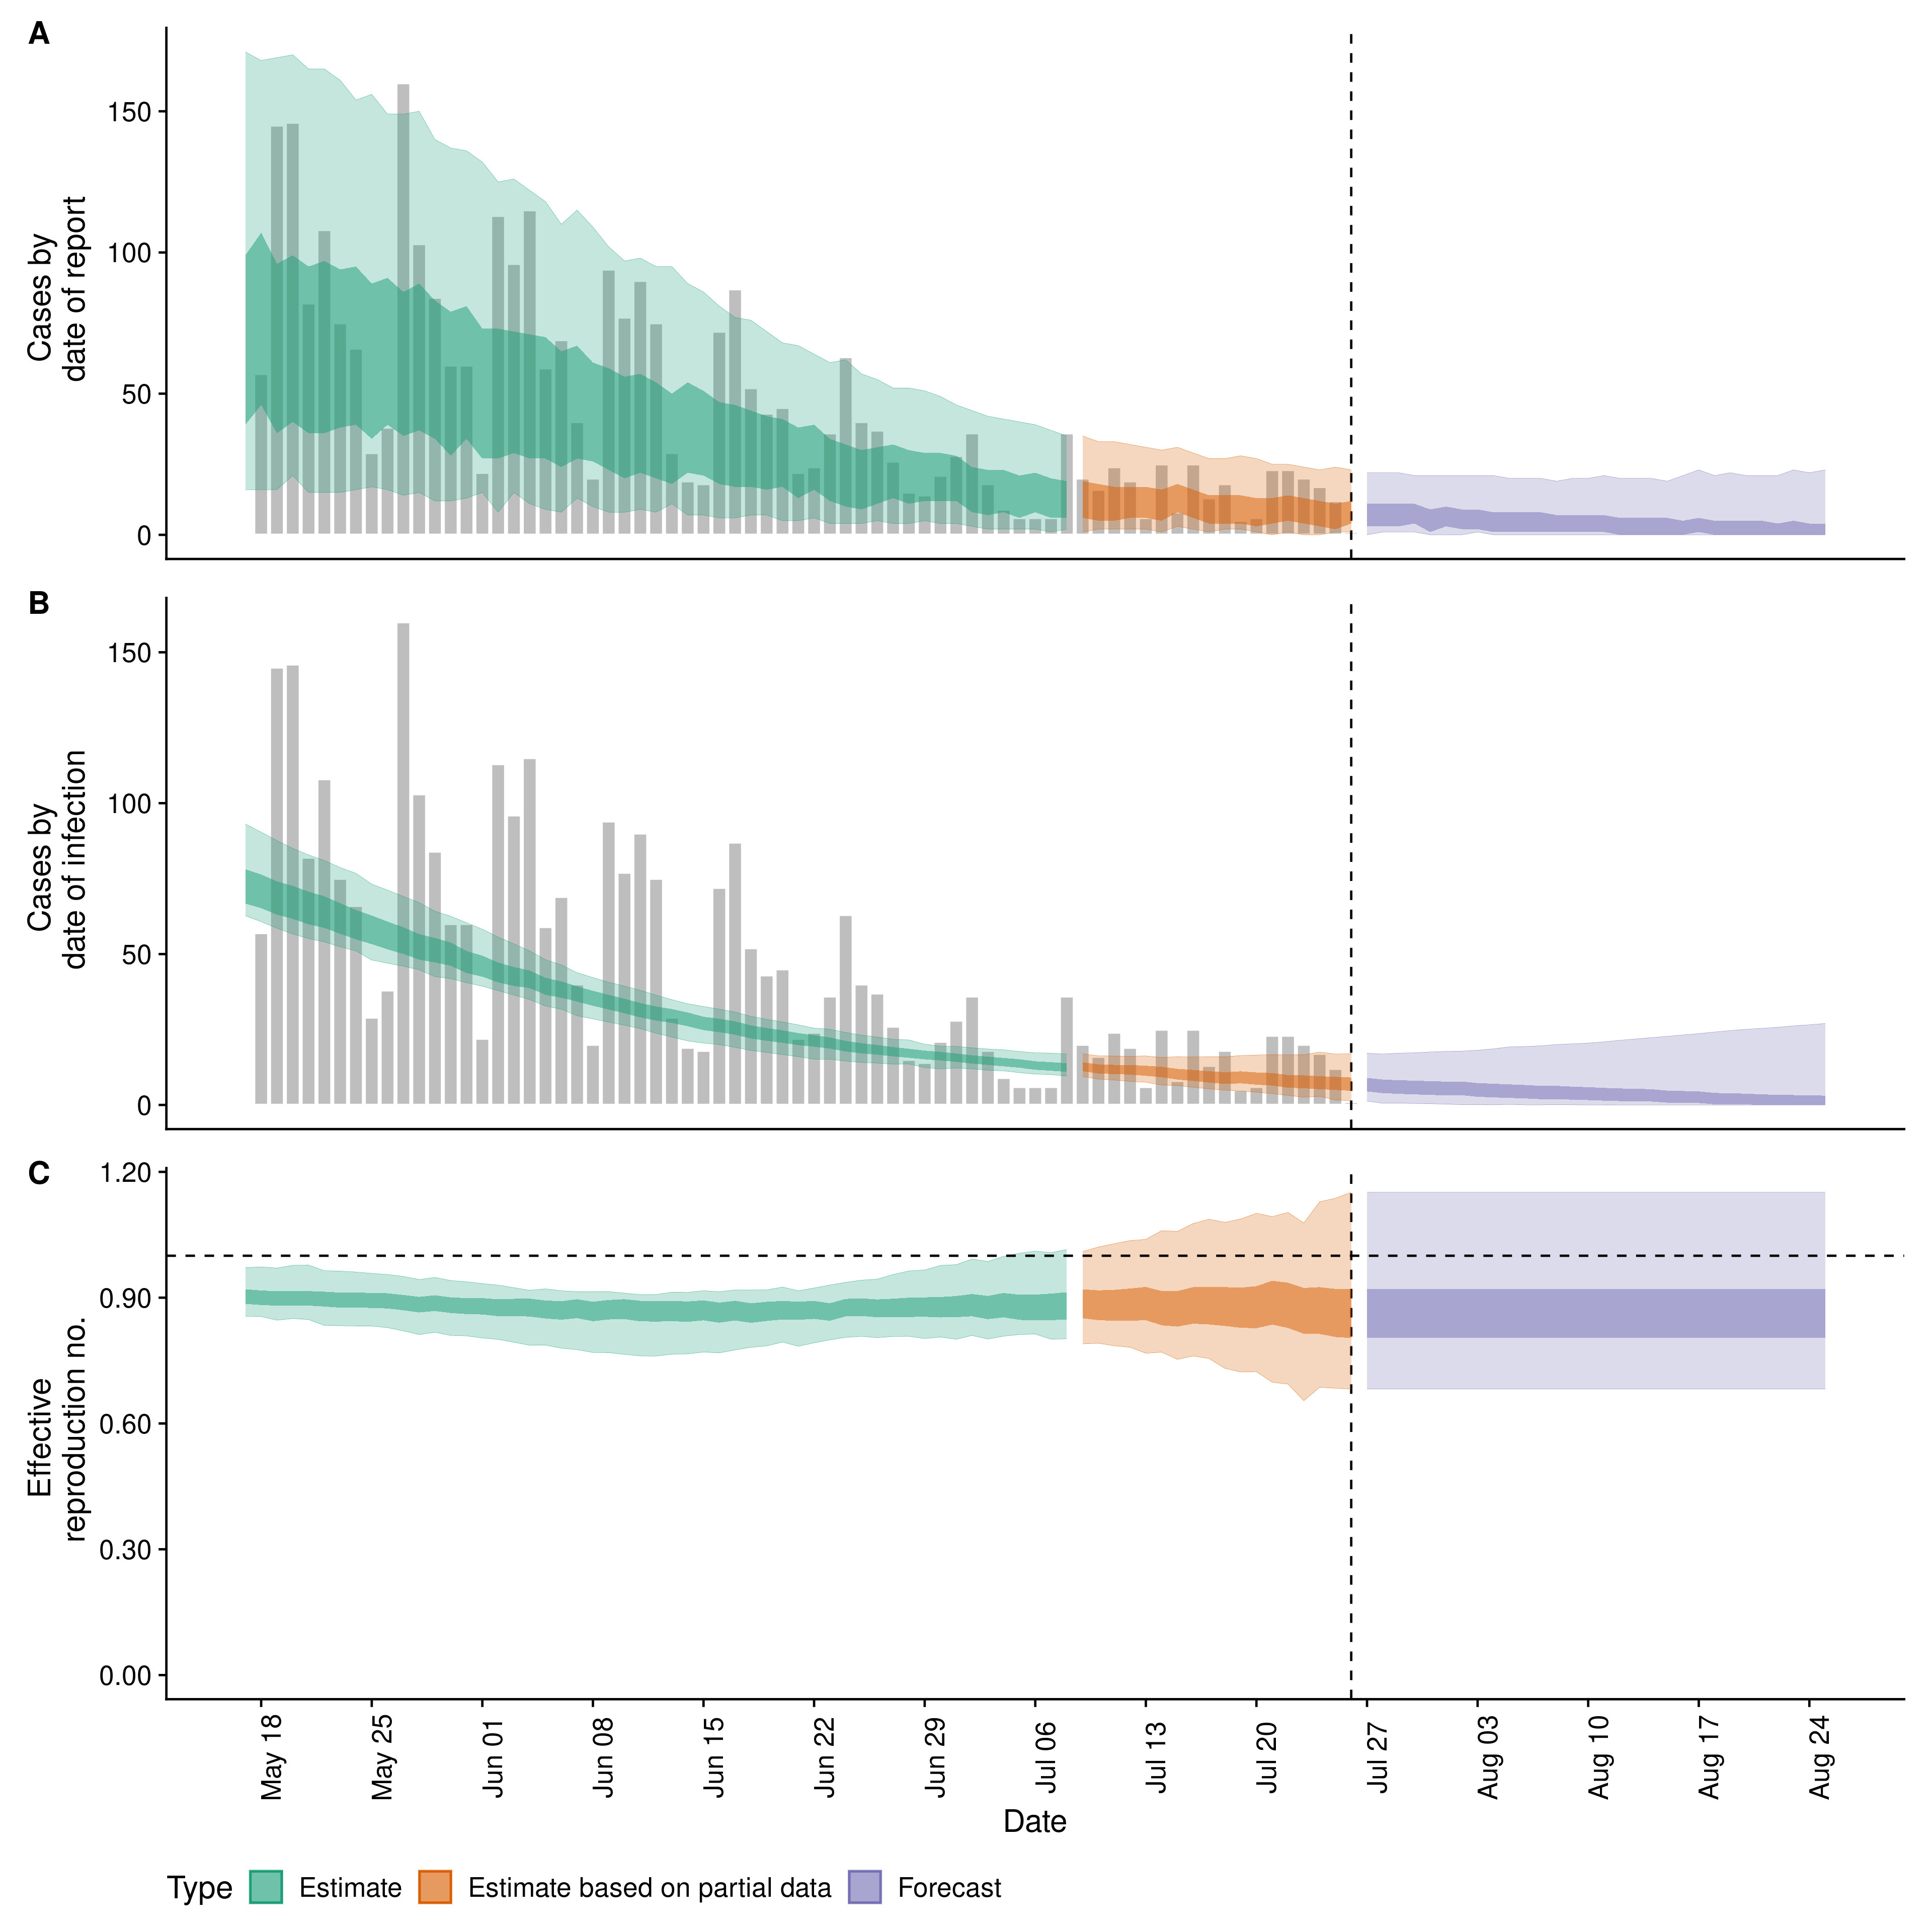 A
Cases by
date of report
150
100
50
0
B
Cases by
date of infection
150
100
50
0
C
Effective
reproduction no.
1.20
0.90
0.60
0.30
0.00
May 18
May 25
Jun 01
Jun 08
Jun 15
Jun 22
Jun 29
Jul 06
Jul 13
Jul 20
Jul 27
Aug 03
Aug 10
Aug 17
Aug 24
Date
Type Estimate Estimate based on partial data Forecast